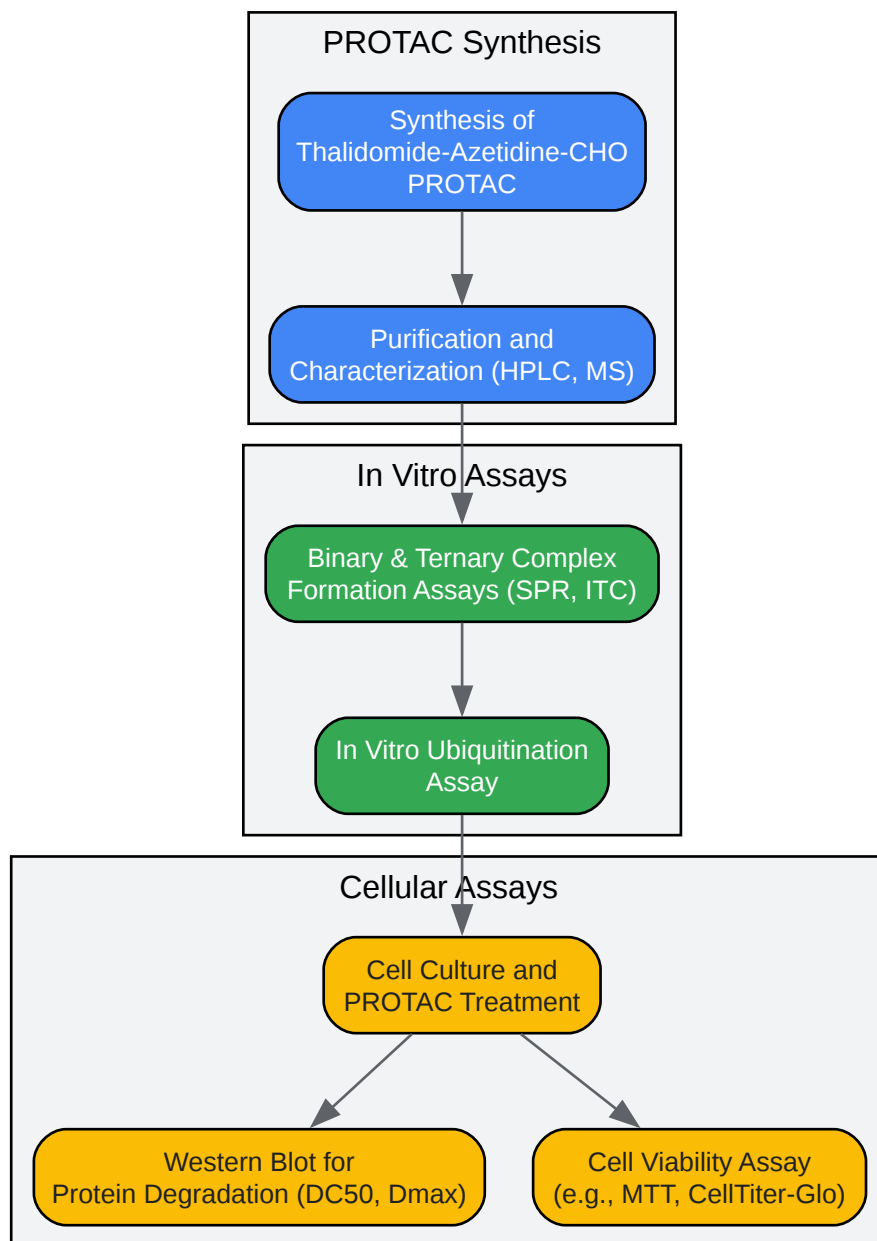 PROTAC Synthesis
Synthesis of
Thalidomide-Azetidine-CHO
PROTAC
Purification and
Characterization (HPLC, MS)
In Vitro Assays
Binary & Ternary Complex
Formation Assays (SPR, ITC)
In Vitro Ubiquitination
Assay
Cellular Assays
Cell Culture and
PROTAC Treatment
Western Blot for
Protein Degradation (DC50, Dmax)
Cell Viability Assay
(e.g., MTT, CellTiter-Glo)